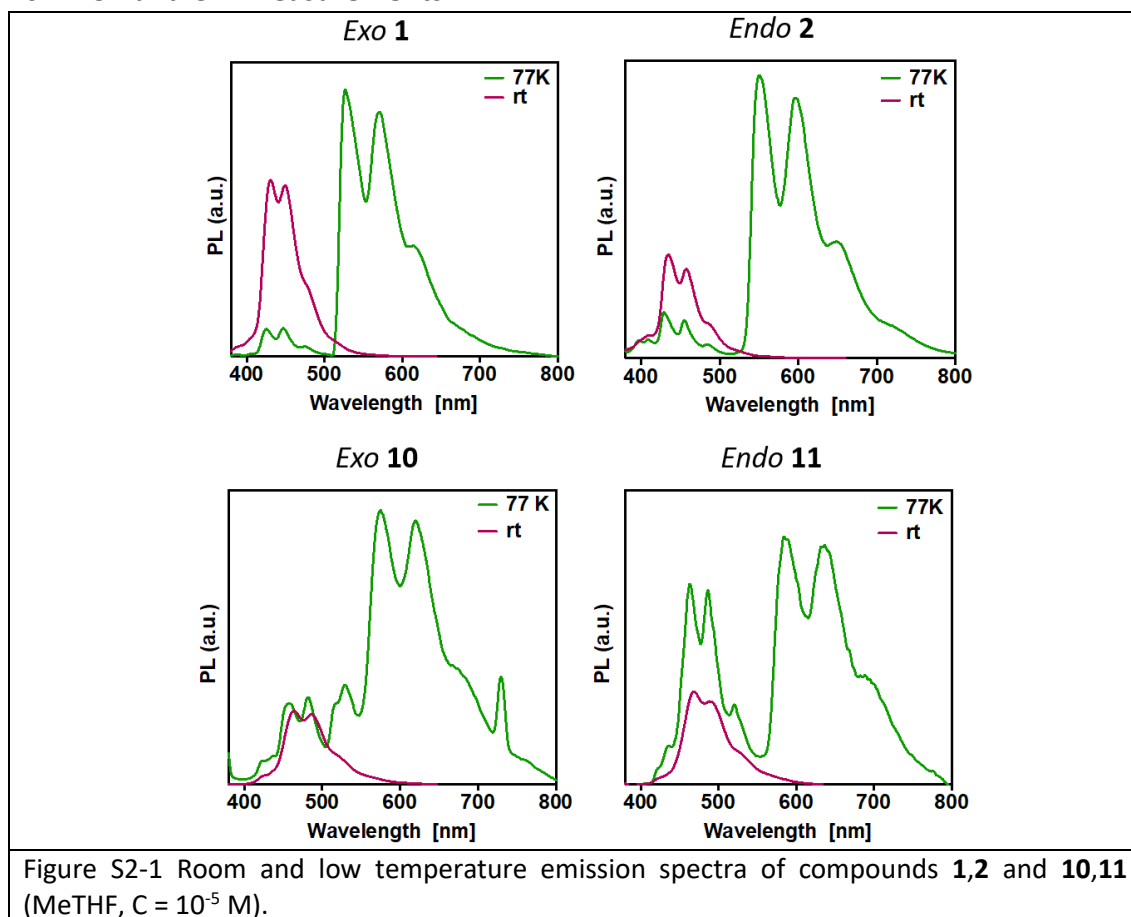 Exo 1
77K
rt
PL (a.u.)
400 500 600 700 800
Wavelength [nm]
Endo 2
77K
rt
PL (a.u.)
400 500 600 700 800
Wavelength [nm]
Exo 10
77 K
rt
PL (a.u.)
400 500 600 700 800
Wavelength [nm]
Endo 11
77K
rt
PL (a.u.)
400 500 600 700 800
Wavelength [nm]
Figure S2-1 Room and low temperature emission spectra of compounds 1,2 and 10,11
(MeTHF, C = 10⁻⁵ M).